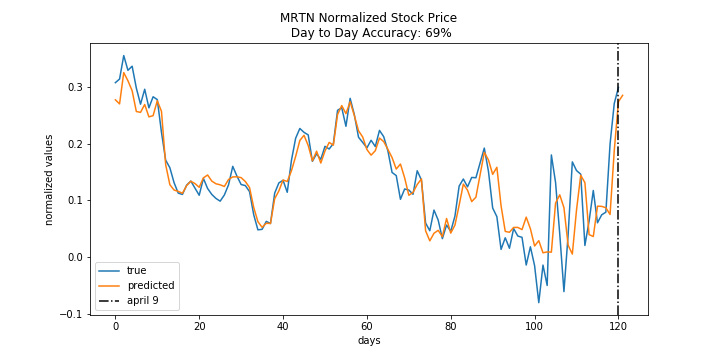 MRTN Normalized Stock Price
Day to Day Accuracy: 69%
normalized values
0.3
0.2
0.1
0.0
−0.1
true
predicted
april 9
0 20 40 60 80 100 120
days